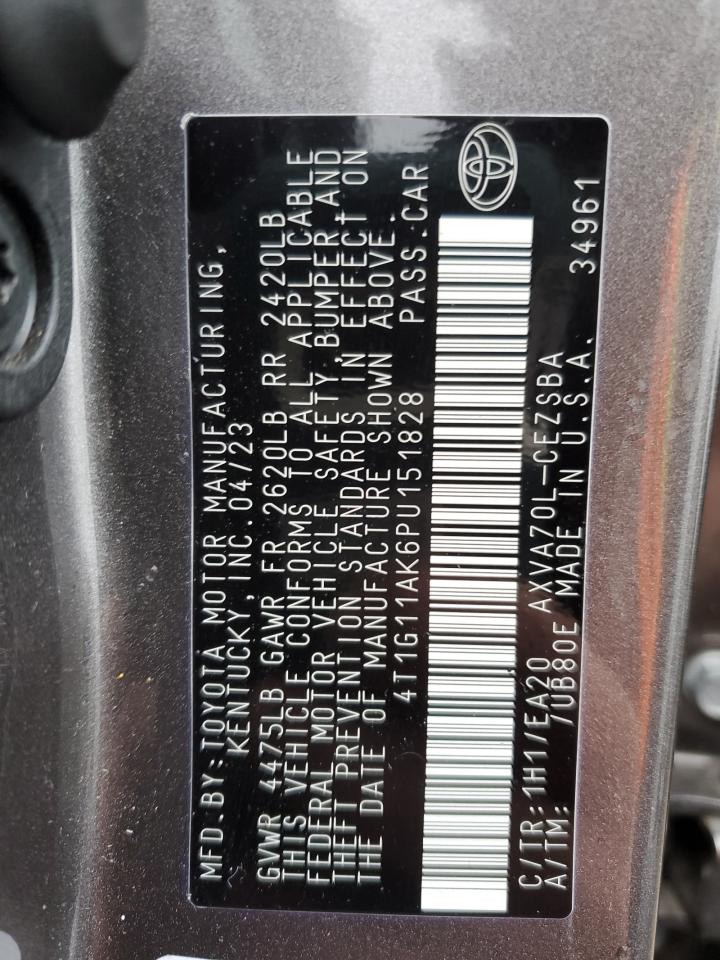 MFD.BY:TOYOTA MOTOR MANUFACTURING,
KENTUCKY, INC.04/23
GVWR 4475LB GAWR FR 2620LB RR 2420LB
THIS VEHICLE CONFORMS TO ALL APPLICABLE
FEDERAL MOTOR VEHICLE SAFETY,BUMPER,AND
THEFT PREVENTION STANDARDS IN EFFECT ON
THE DATE OF MANUFACTURE SHOWN ABOVE.
4T1G11AK6PU151828 PASS.CAR
C/TR:1H1/EA20 AXVA70L-CEZSBA 34961
A/TM: /UB80E MADE IN U.S.A.